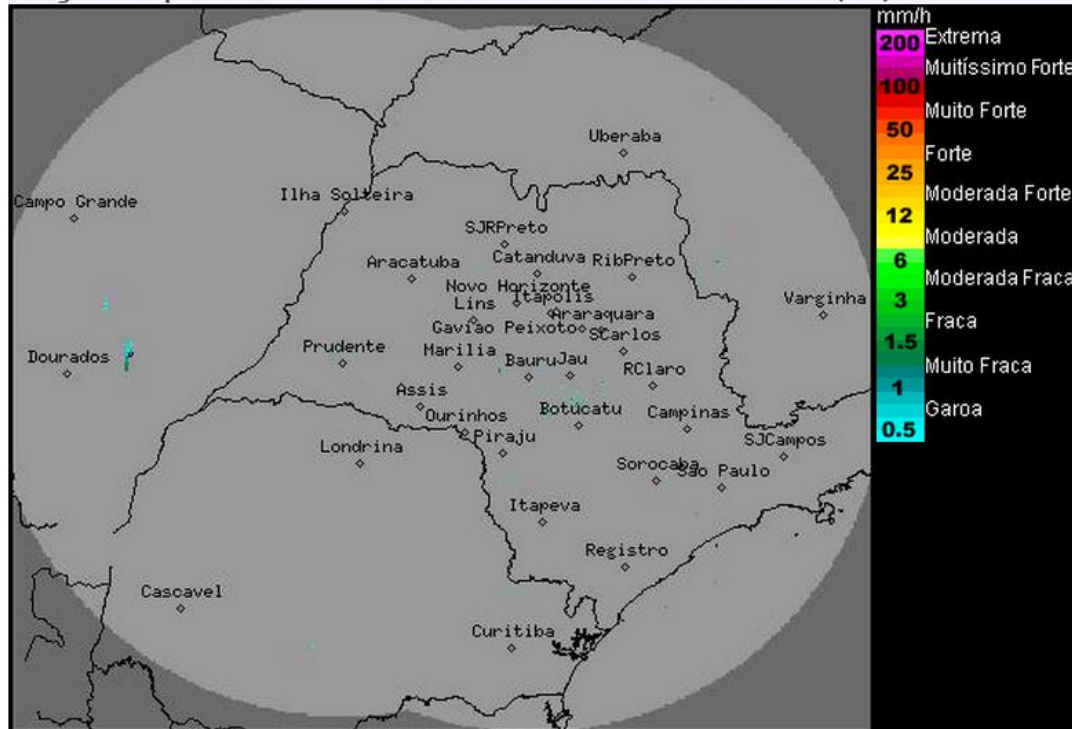 mm/h
200 Extrema
Muitíssimo Forte
100
Muito Forte
50
Forte
25
Moderada Forte
12
Moderada
6
Moderada Fraca
3
Fraca
1.5
Muito Fraca
1
Garoa
0.5
Uberaba
Campo Grande
Ilha Solteira
SJRPreto
Aracatuba
Catanduva
RibPreto
Novo Horizonte
Itapolis
Lins
Araraquara
Varginha
Gaviao Peixoto
SCarlos
Dourados
Prudente
Marilia
Bauru
Jau
RClaro
Assis
Ourinhos
Botucatu
Campinas
Piraju
Londrina
SJCampos
Sorocaba
Sao Paulo
Itapeva
Registro
Cascavel
Curitiba